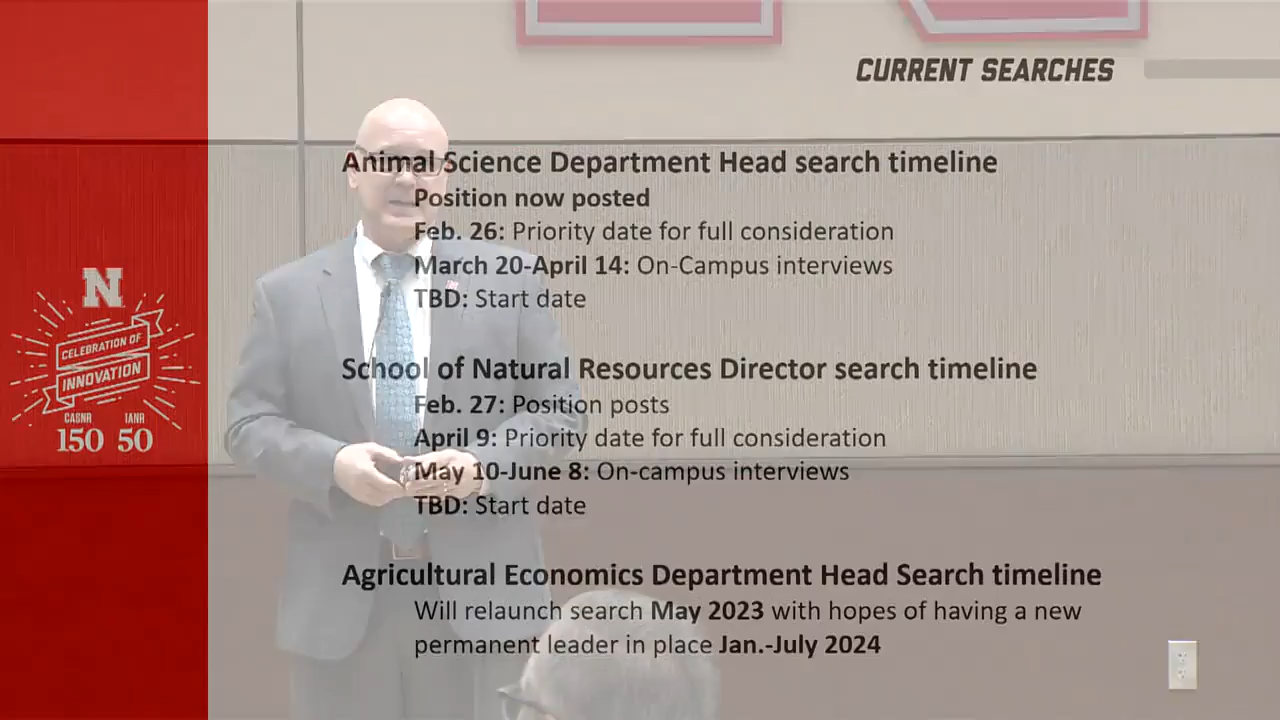 CURRENT SEARCHES
Animal Science Department Head search timeline
Position now posted
Feb. 26: Priority date for full consideration
March 20-April 14: On-Campus interviews
TBD: Start date
School of Natural Resources Director search timeline
Feb. 27: Position posts
April 9: Priority date for full consideration
May 10-June 8: On-campus interviews
TBD: Start date
Agricultural Economics Department Head Search timeline
Will relaunch search May 2023 with hopes of having a new
permanent leader in place Jan.-July 2024
N
CELEBRATION OF
INNOVATION
CASNR IANR
150 50